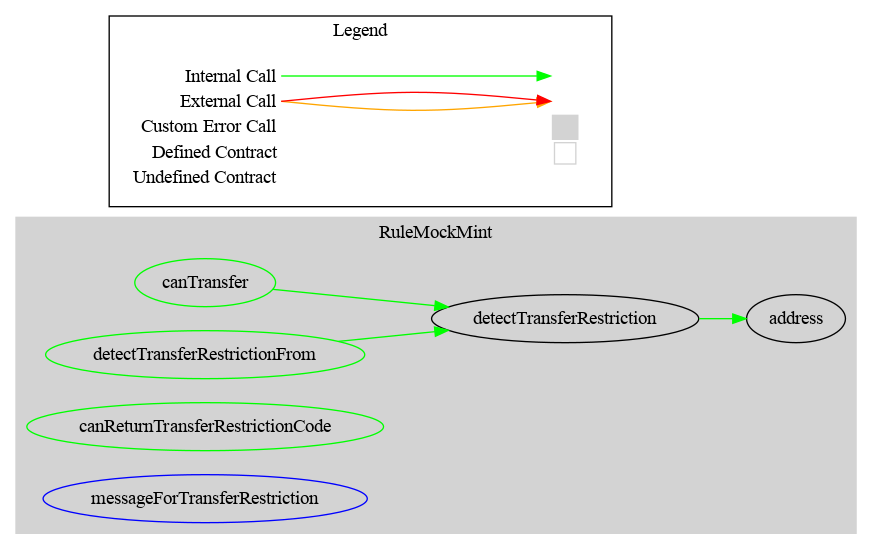 Legend
Internal Call
External Call
Custom Error Call
Defined Contract
Undefined Contract
RuleMockMint
canTransfer
detectTransferRestriction
address
detectTransferRestrictionFrom
canReturnTransferRestrictionCode
messageForTransferRestriction